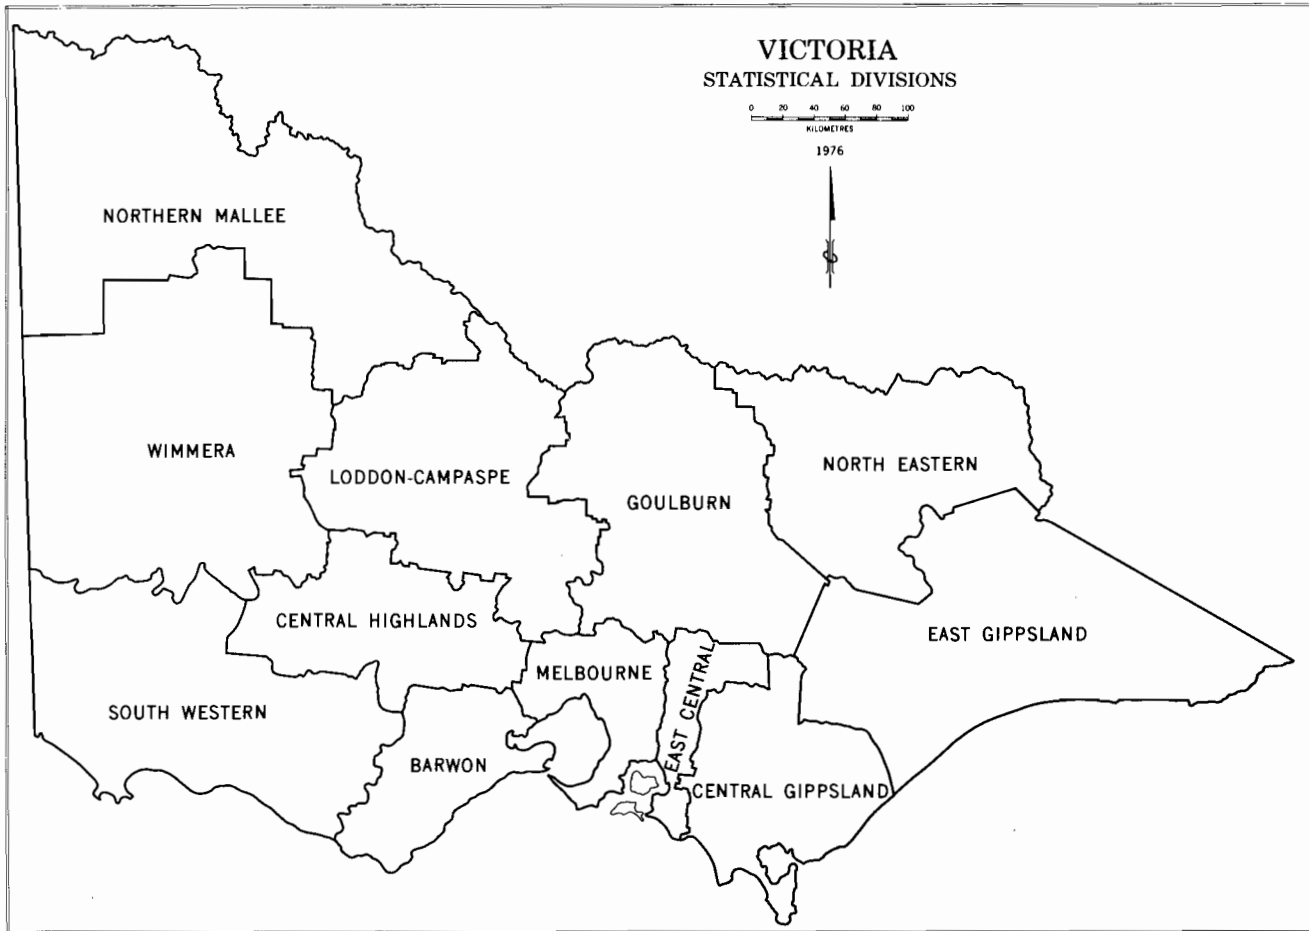 VICTORIA
STATISTICAL DIVISIONS
0 20 40 60 80 100
KILOMETRES
1976
NORTHERN MALLEE
WIMMERA
LODDON-CAMPASPE
GOULBURN
NORTH EASTERN
CENTRAL HIGHLANDS
EAST GIPPSLAND
MELBOURNE
EAST CENTRAL
SOUTH WESTERN
BARWON
CENTRAL GIPPSLAND